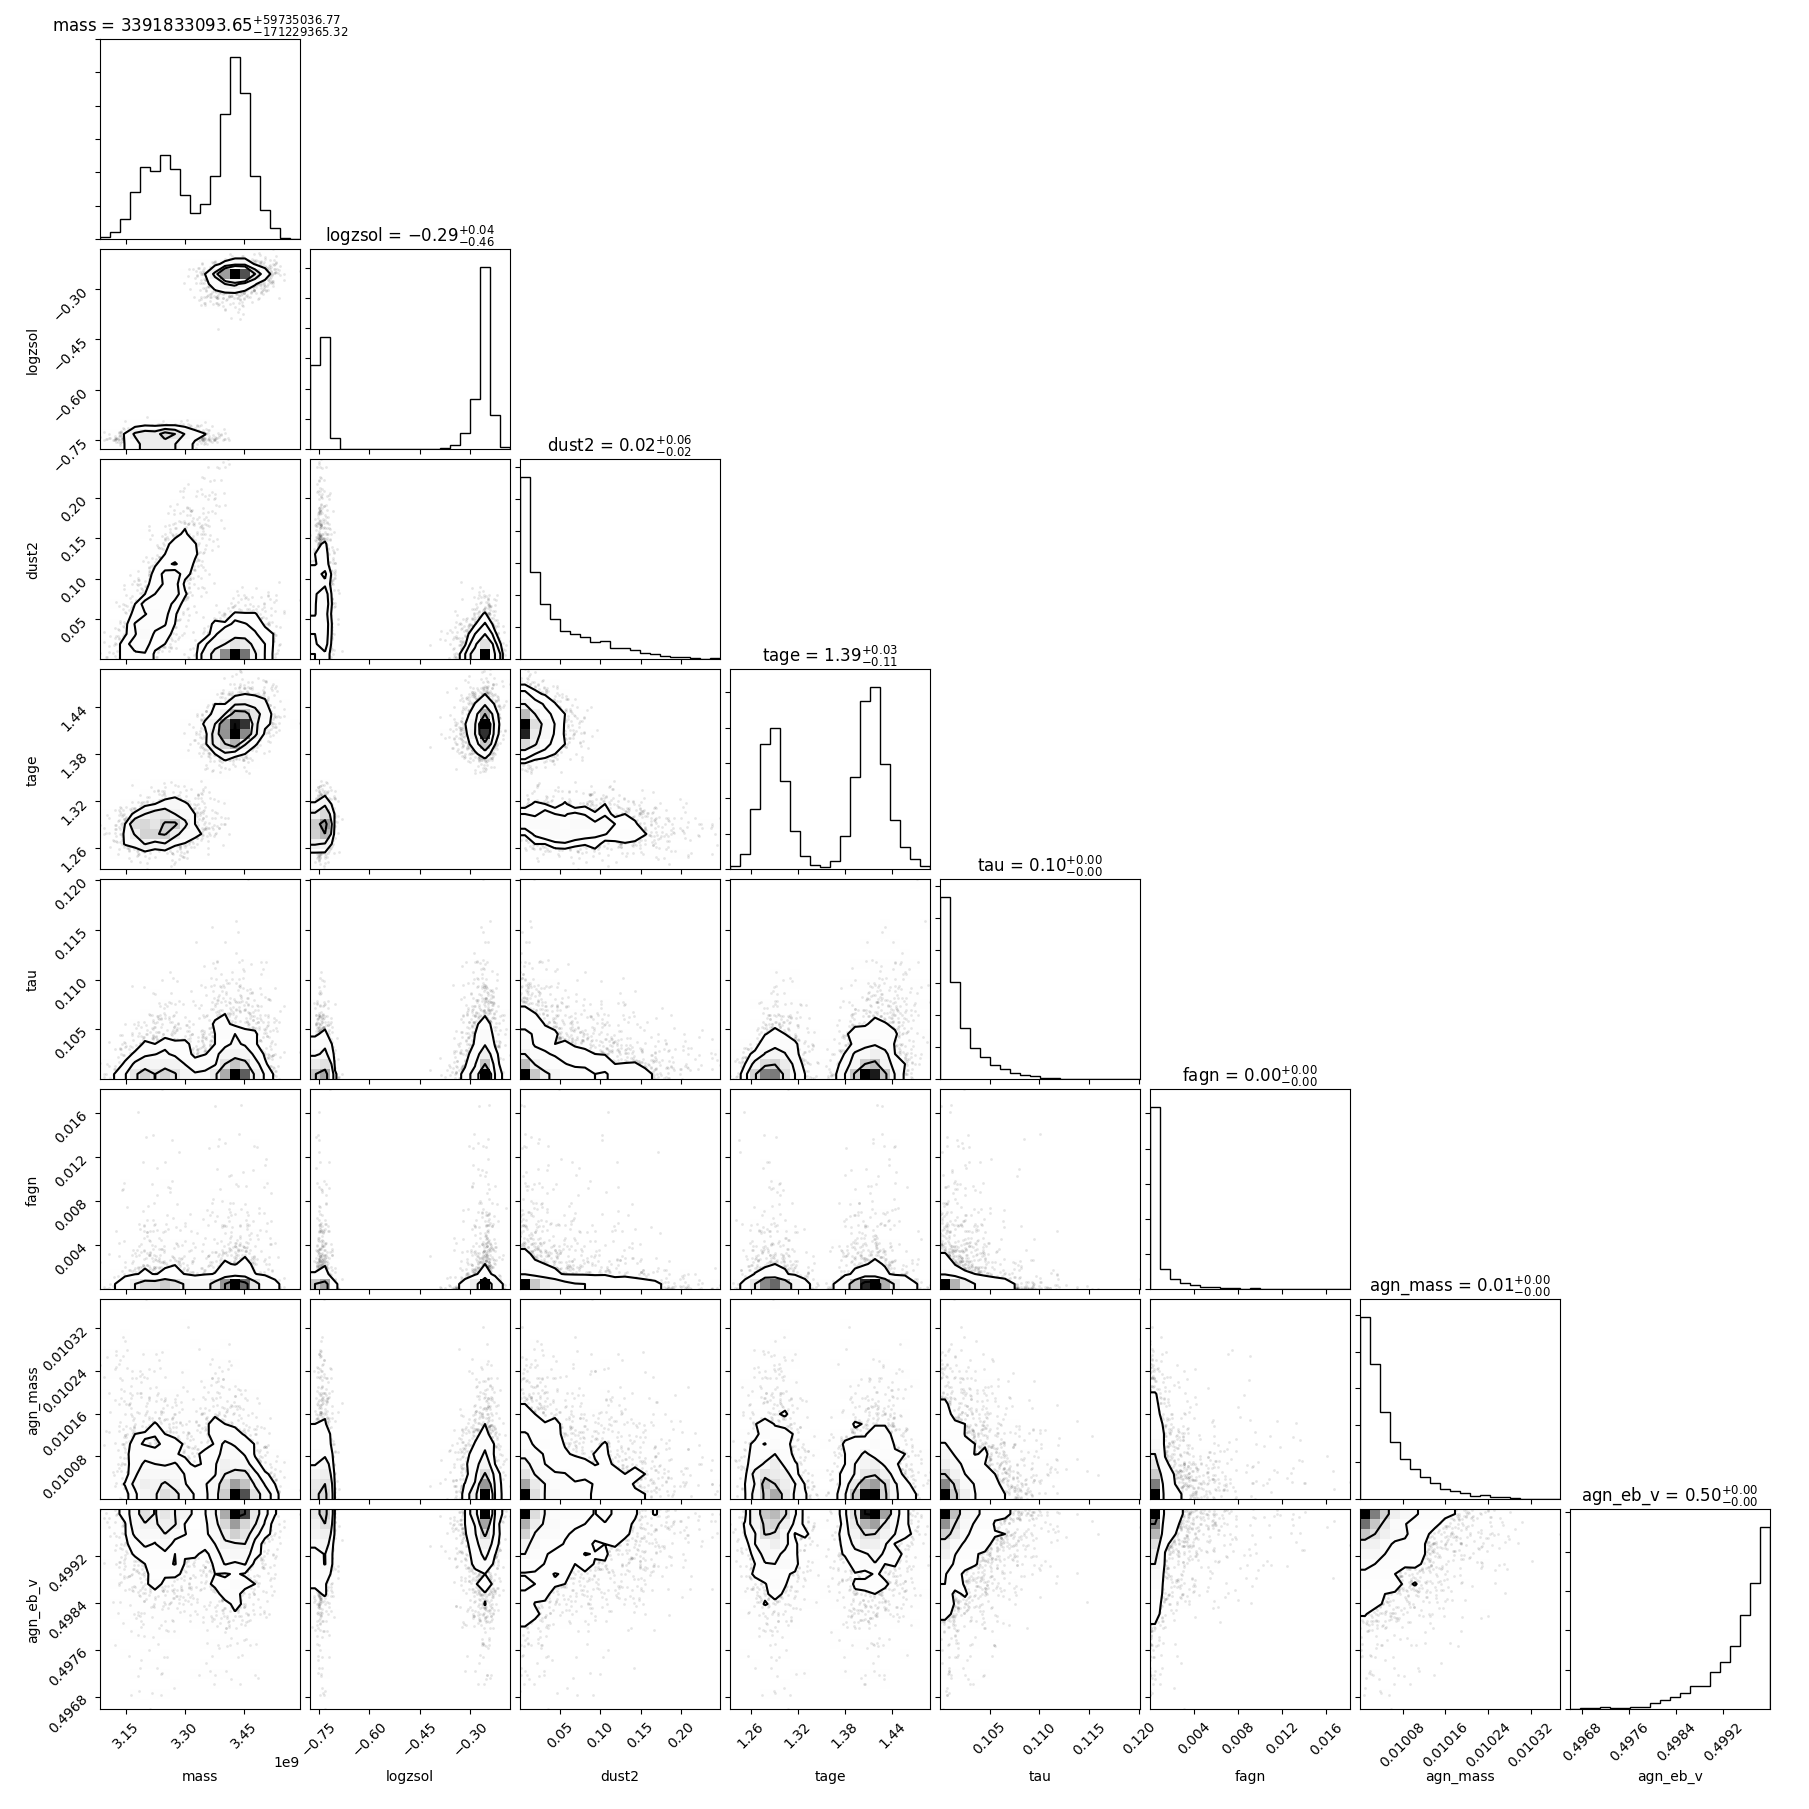 mass = 3391833093.65+59735036.77−171229365.32
logzsol = −0.29+0.04−0.46
logzsol
−0.30
−0.45
−0.60
−0.75
dust2 = 0.02+0.06−0.02
dust2
0.20
0.15
0.10
0.05
tage = 1.39+0.03−0.11
tage
1.44
1.38
1.32
1.26
tau = 0.10+0.00−0.00
tau
0.120
0.115
0.110
0.105
fagn = 0.00+0.00−0.00
fagn
0.016
0.012
0.008
0.004
agn_mass = 0.01+0.00−0.00
agn_mass
0.01032
0.01024
0.01016
0.01008
agn_eb_v = 0.50+0.00−0.00
agn_eb_v
0.4992
0.4984
0.4976
0.4968
3.15 3.30 3.45 −0.75 −0.60 −0.45 −0.30 0.05 0.10 0.15 0.20 1.26 1.32 1.38 1.44 0.105 0.110 0.115 0.120 0.004 0.008 0.012 0.016 0.01008 0.01016 0.01024 0.01032 0.4968 0.4976 0.4984 0.4992
1e9
mass logzsol dust2 tage tau fagn agn_mass agn_eb_v